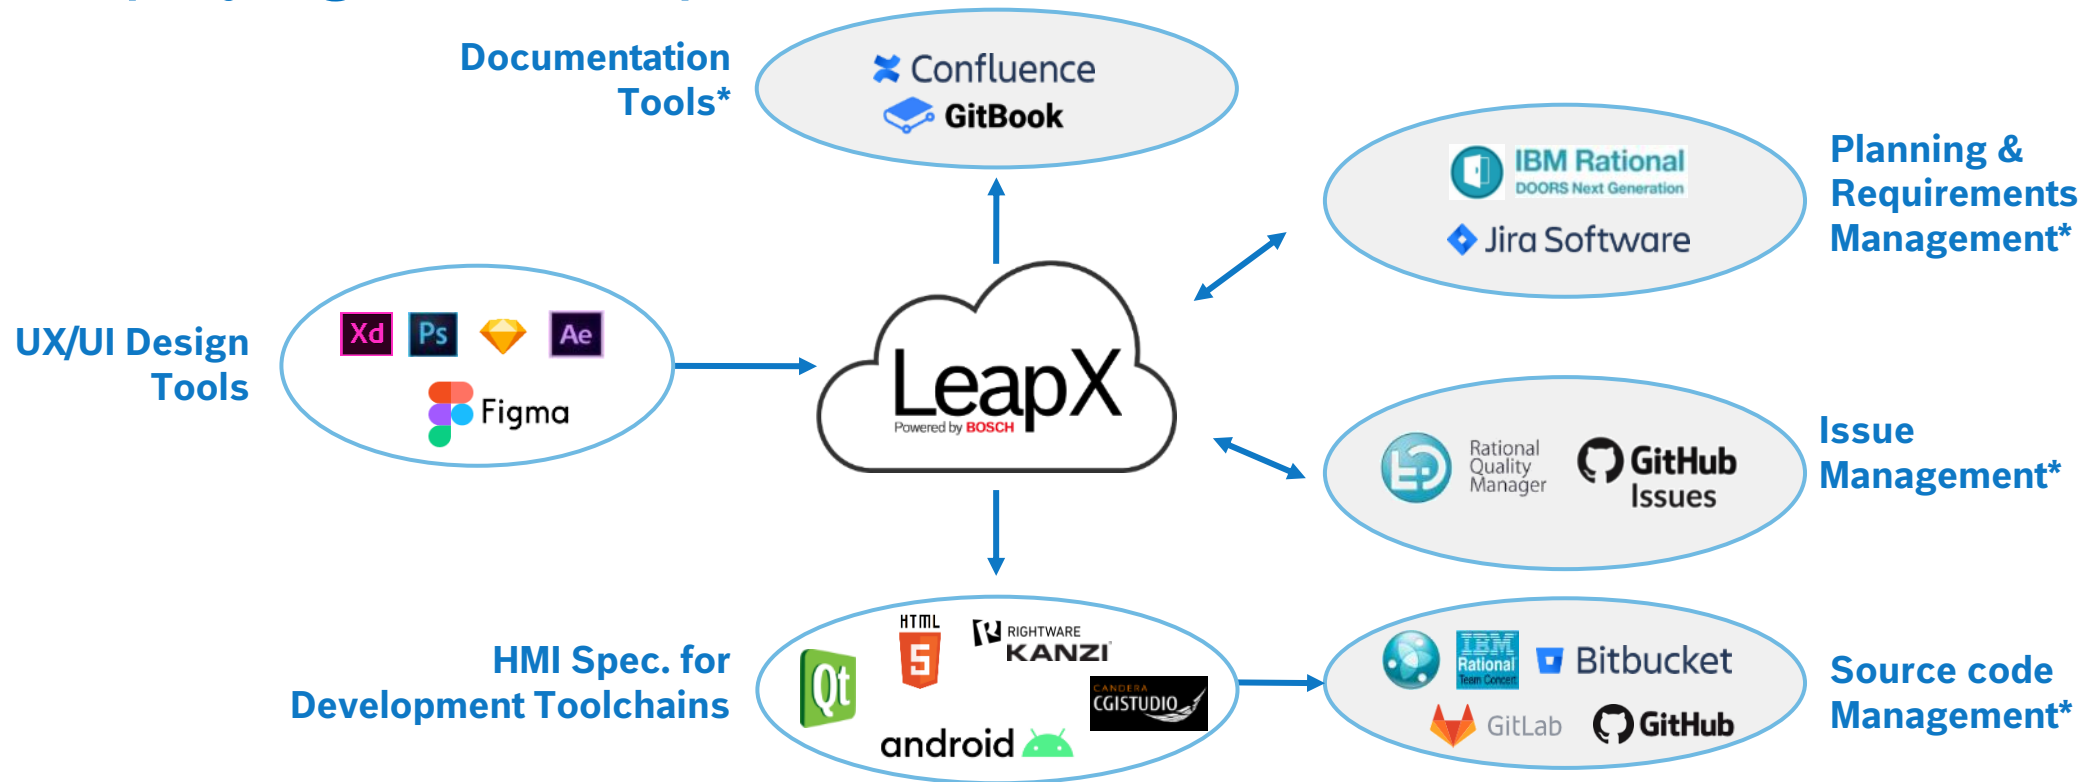 Documentation
Tools*
Confluence
GitBook
Planning &
Requirements
Management*
IBM Rational
DOORS Next Generation
Jira Software
UX/UI Design
Tools
Xd
Ps
Ae
Figma
LeapX
Powered by BOSCH
Issue
Management*
Rational
Quality
Manager
GitHub
Issues
HMI Spec. for
Development Toolchains
HTML
5
Qt
RIGHTWARE
KANZI
CANDERA
CGISTUDIO
android
IBM
Rational
Team Concert
Bitbucket
GitLab
GitHub
Source code
Management*